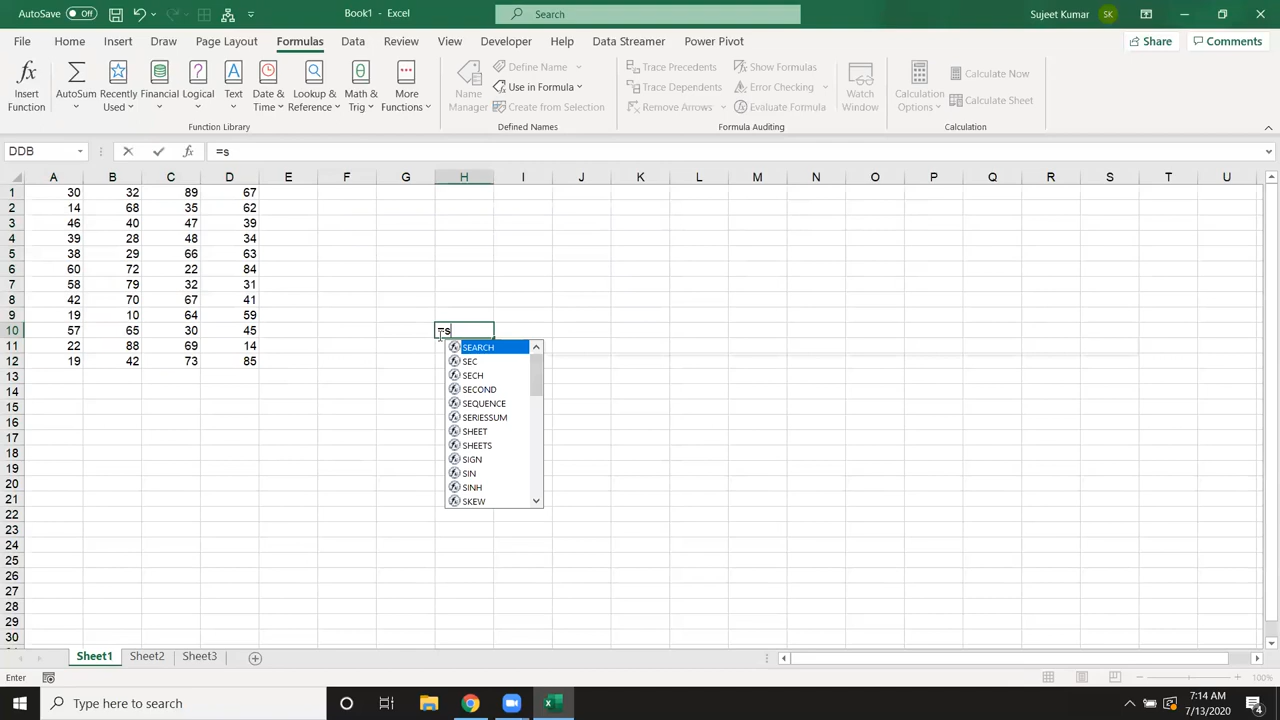 AutoSave Off
Book1 - Excel
Search
Sujeet Kumar
SK
File Home Insert Draw Page Layout Formulas Data Review View Developer Help Data Streamer Power Pivot
Share
Comments
Insert Function
AutoSum
Recently Used
Financial
Logical
Text
Date & Time
Lookup & Reference
Math & Trig
More Functions
Function Library
Name Manager
Define Name
Use in Formula
Create from Selection
Defined Names
Trace Precedents
Trace Dependents
Remove Arrows
Show Formulas
Error Checking
Evaluate Formula
Formula Auditing
Watch Window
Calculation Options
Calculate Now
Calculate Sheet
Calculation
DDB
fx
=s
A B C D E F G H I J K L M N O P Q R S T U
1 30 32 89 67
2 14 68 35 62
3 46 40 47 39
4 39 28 48 34
5 38 29 66 63
6 60 72 22 84
7 58 79 32 31
8 42 70 67 41
9 19 10 64 59
10 57 65 30 45 =s
11 22 88 69 14
12 19 42 73 85
13
14
15
16
17
18
19
20
21
22
23
24
25
26
27
28
29
30
SEARCH
SEC
SECH
SECOND
SEQUENCE
SERIESSUM
SHEET
SHEETS
SIGN
SIN
SINH
SKEW
Sheet1 Sheet2 Sheet3
Enter
100%
Type here to search
7:14 AM
7/13/2020
4